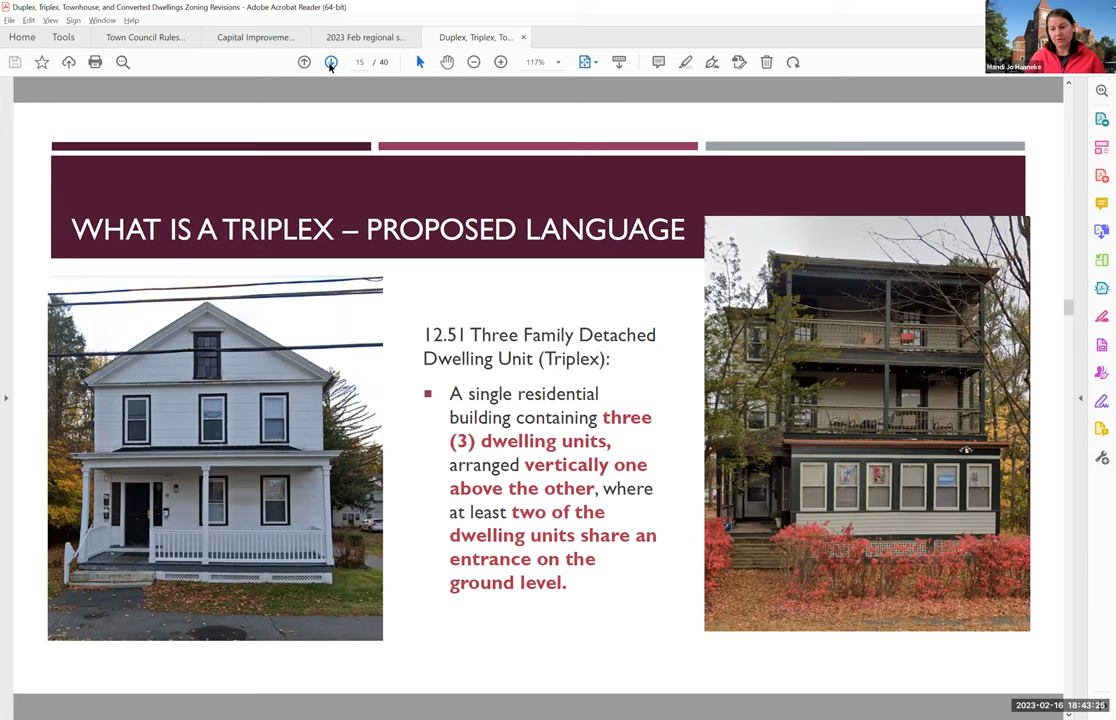 Duplex, Triplex, Townhouse, and Converted Dwellings Zoning Revisions - Adobe Acrobat Reader (64-bit)
File Edit View Sign Window Help
Home Tools Town Council Rules... Capital Improveme... 2023 Feb regional s... Duplex, Triplex, To... ×
15 / 40 117%
Mandi Jo Hanneke
WHAT IS A TRIPLEX – PROPOSED LANGUAGE
12.51 Three Family Detached
Dwelling Unit (Triplex):
A single residential
building containing three
(3) dwelling units,
arranged vertically one
above the other, where
at least two of the
dwelling units share an
entrance on the
ground level.
2023-02-16 18:43:25